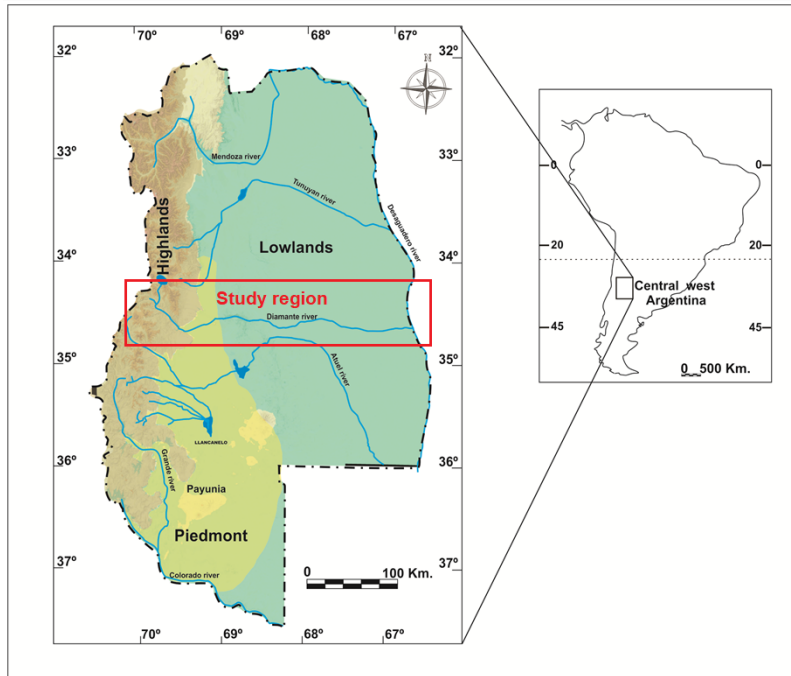 70º 69º 68º 67º
32º
32º
N
33º
33º
Mendoza river
Tunuyan river
Desaguadero river
Highlands
Lowlands
34º
34º
Study region
Diamante river
35º
35º
Atuel river
LLANCANELO
36º
36º
Grande river
Payunia
Piedmont
37º
37º
Colorado river
0 100 Km.
70º 69º 68º 67º
0 0
20 20
Central west
Argentina
45 45
0 500 Km.